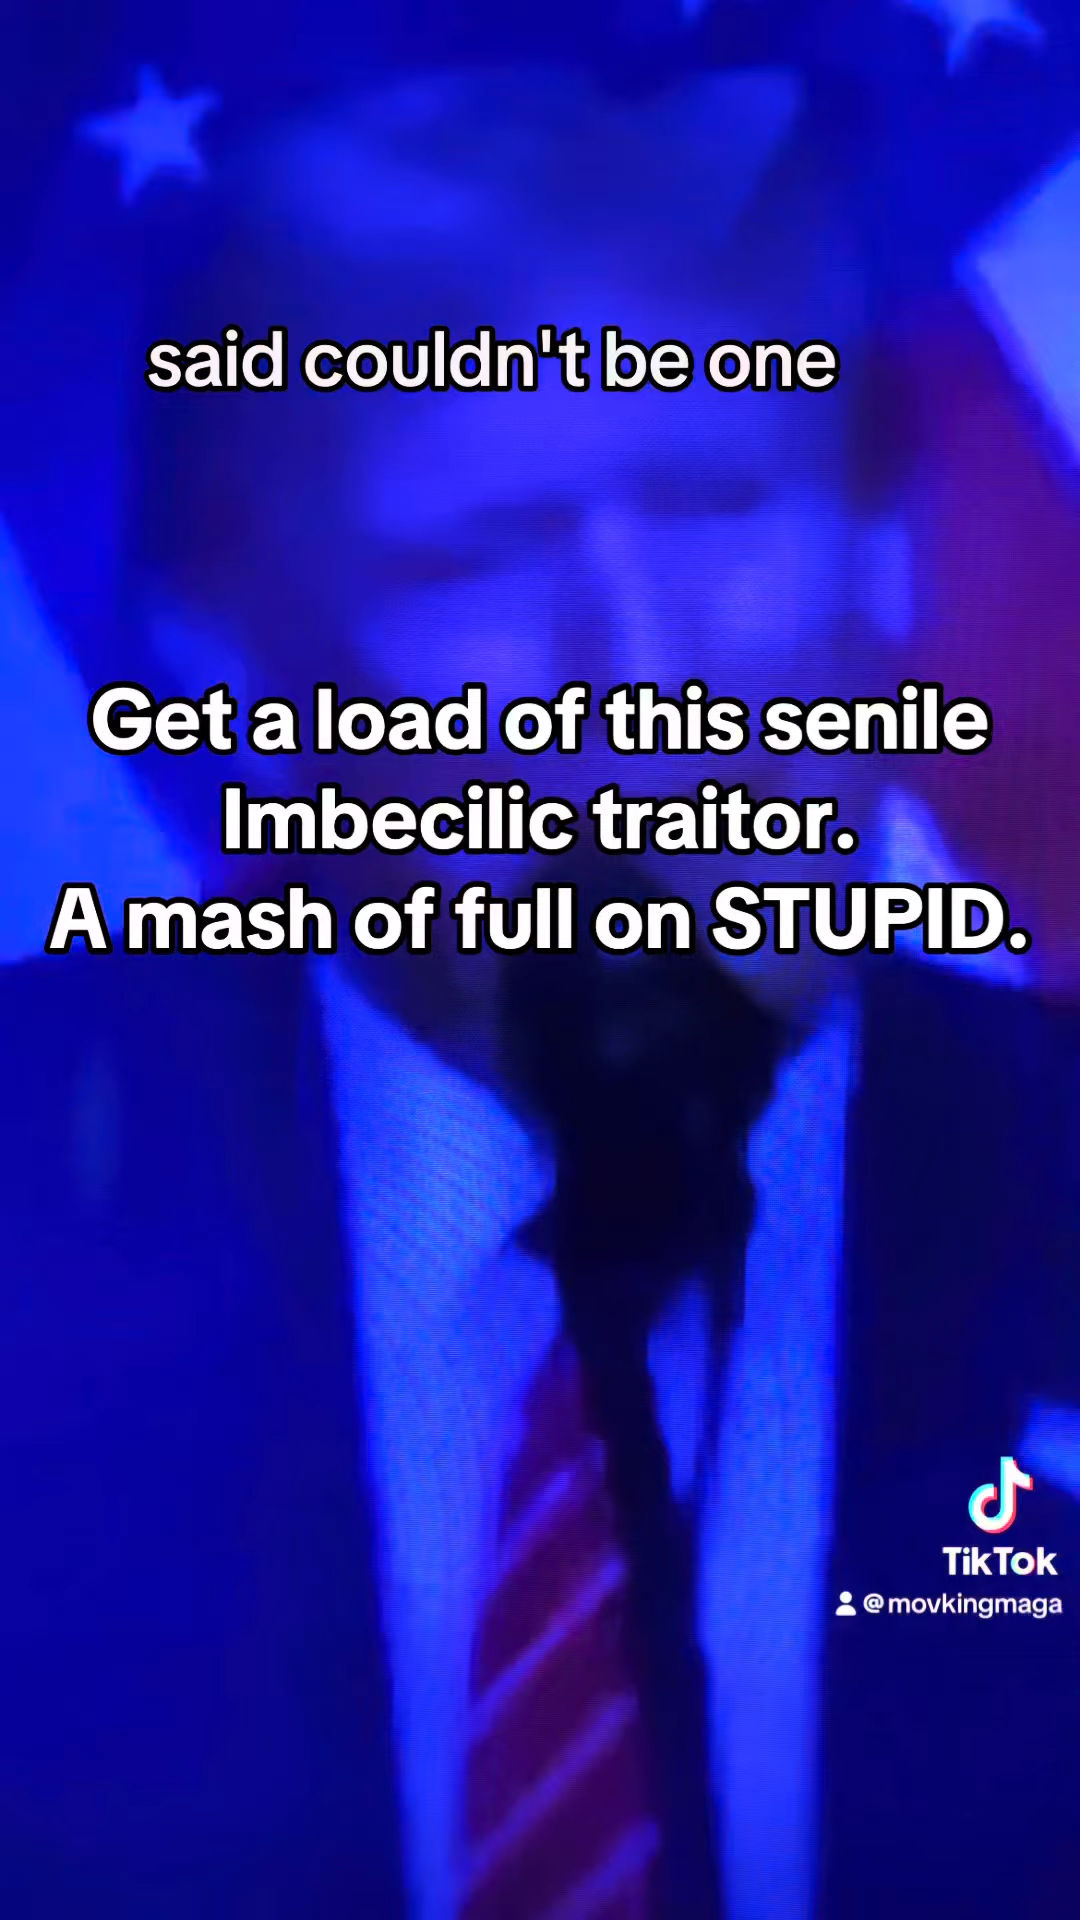 said couldn't be one
Get a load of this senile
Imbecilic traitor.
A mash of full on STUPID.
TikTok
@movkingmaga